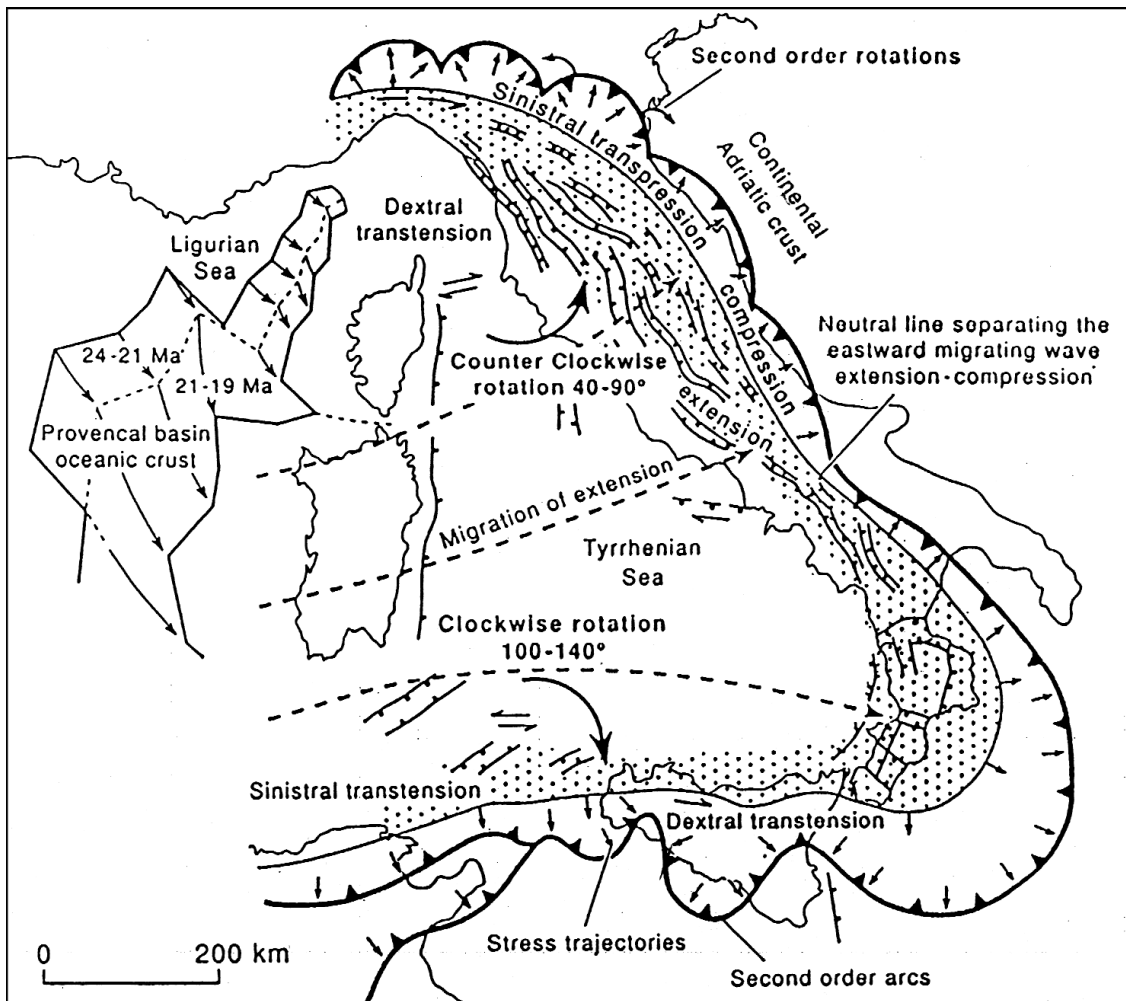 Second order rotations
Sinistral transpression
Continental
Adriatic crust
Dextral
transtension
Ligurian
Sea
compression
Neutral line separating the
eastward migrating wave
extension-compression
24-21 Ma
21-19 Ma
Counter Clockwise
rotation 40-90º
extension
Provencal basin
oceanic crust
Migration of extension
Tyrrhenian
Sea
Clockwise rotation
100-140º
Sinistral transtension
Dextral transtension
Stress trajectories
Second order arcs
0 200 km